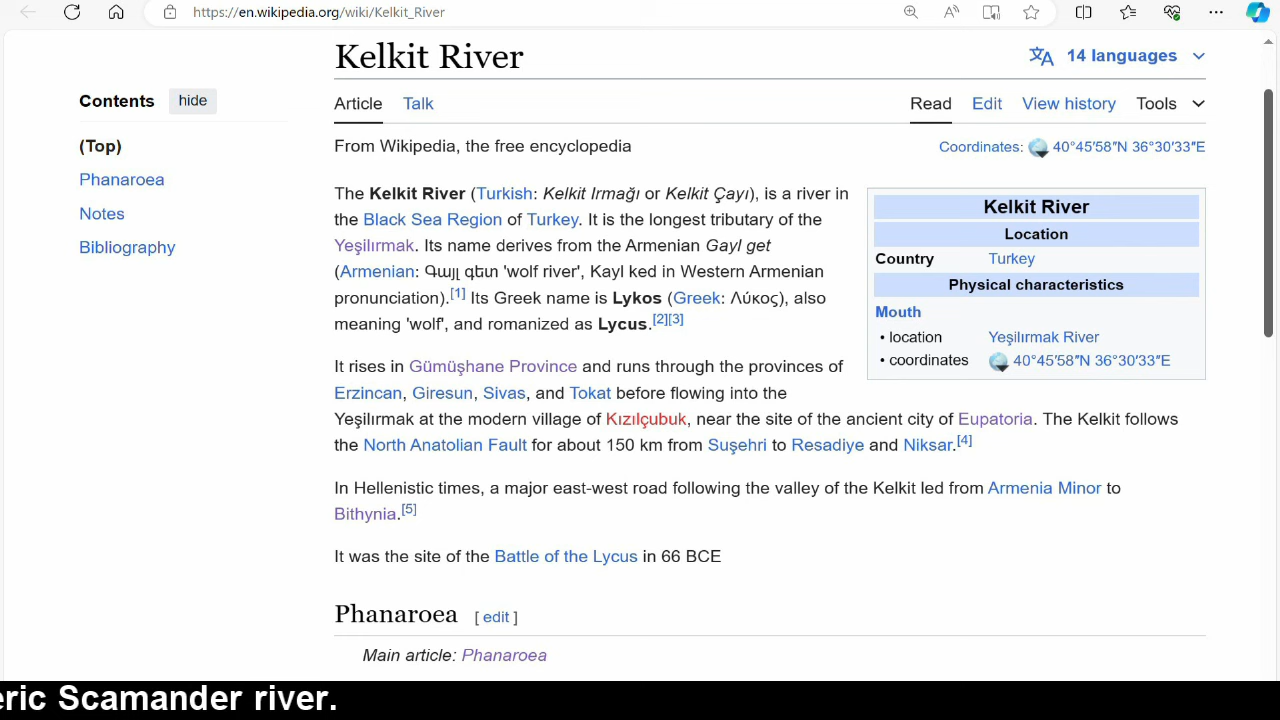 https://en.wikipedia.org/wiki/Kelkit_River
Kelkit River
14 languages
Contents
hide
Article
Talk
Read
Edit
View history
Tools
(Top)
Phanaroea
Notes
Bibliography
From Wikipedia, the free encyclopedia
Coordinates: 40°45′58″N 36°30′33″E
The Kelkit River (Turkish: Kelkit Irmağı or Kelkit Çayı), is a river in
the Black Sea Region of Turkey. It is the longest tributary of the
Yeşilırmak. Its name derives from the Armenian Gayl get
(Armenian: Գայլ գետ 'wolf river', Kayl ked in Western Armenian
pronunciation).[1] Its Greek name is Lykos (Greek: Λύκος), also
meaning 'wolf', and romanized as Lycus.[2][3]
Kelkit River
Location
Country Turkey
Physical characteristics
Mouth
• location Yeşilırmak River
• coordinates 40°45′58″N 36°30′33″E
It rises in Gümüşhane Province and runs through the provinces of
Erzincan, Giresun, Sivas, and Tokat before flowing into the
Yeşilırmak at the modern village of Kızılçubuk, near the site of the ancient city of Eupatoria. The Kelkit follows
the North Anatolian Fault for about 150 km from Suşehri to Resadiye and Niksar.[4]
In Hellenistic times, a major east-west road following the valley of the Kelkit led from Armenia Minor to
Bithynia.[5]
It was the site of the Battle of the Lycus in 66 BCE
Phanaroea [ edit ]
Main article: Phanaroea
eric Scamander river.